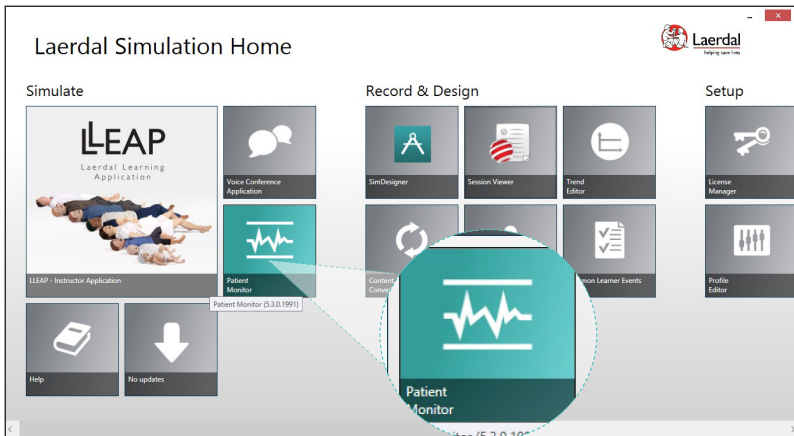 Laerdal Simulation Home
Laerdal
helping save lives
Simulate
Record & Design
Setup
LLEAP
Laerdal Learning
Application
LLEAP - Instructor Application
Voice Conference
Application
Patient
Monitor
Patient Monitor (5.3.0.1991)
Help
No updates
SimDesigner
Session Viewer
Trend
Editor
Content
Learner Events
License
Manager
Profile
Editor
Patient
Monitor